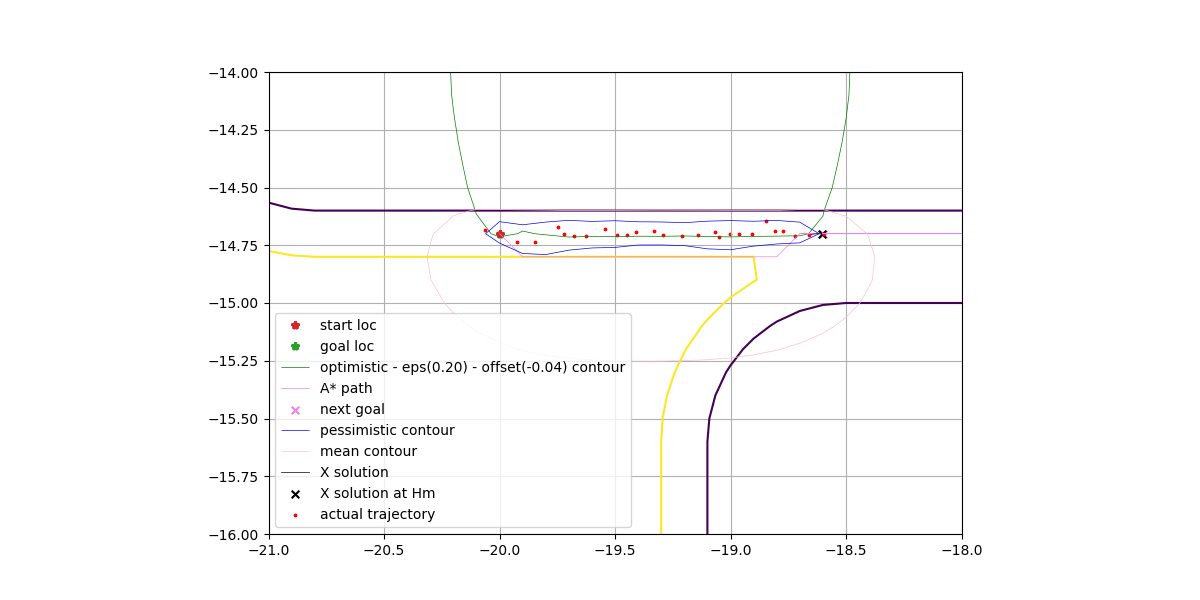 −14.00
−14.25
−14.50
−14.75
−15.00
−15.25
−15.50
−15.75
−16.00
start loc
goal loc
optimistic - eps(0.20) - offset(-0.04) contour
A* path
next goal
pessimistic contour
mean contour
X solution
X solution at Hm
actual trajectory
−21.0 −20.5 −20.0 −19.5 −19.0 −18.5 −18.0